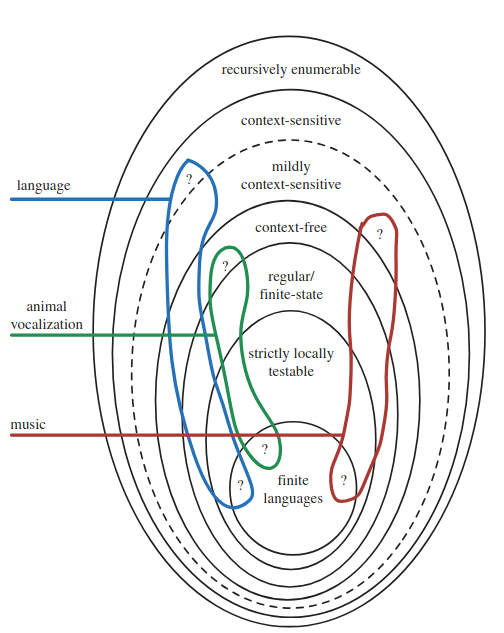 recursively enumerable
context-sensitive
mildly
context-sensitive
?
language
context-free
?
?
regular/
finite-state
animal
vocalization
strictly locally
testable
music
?
?
finite
languages
?